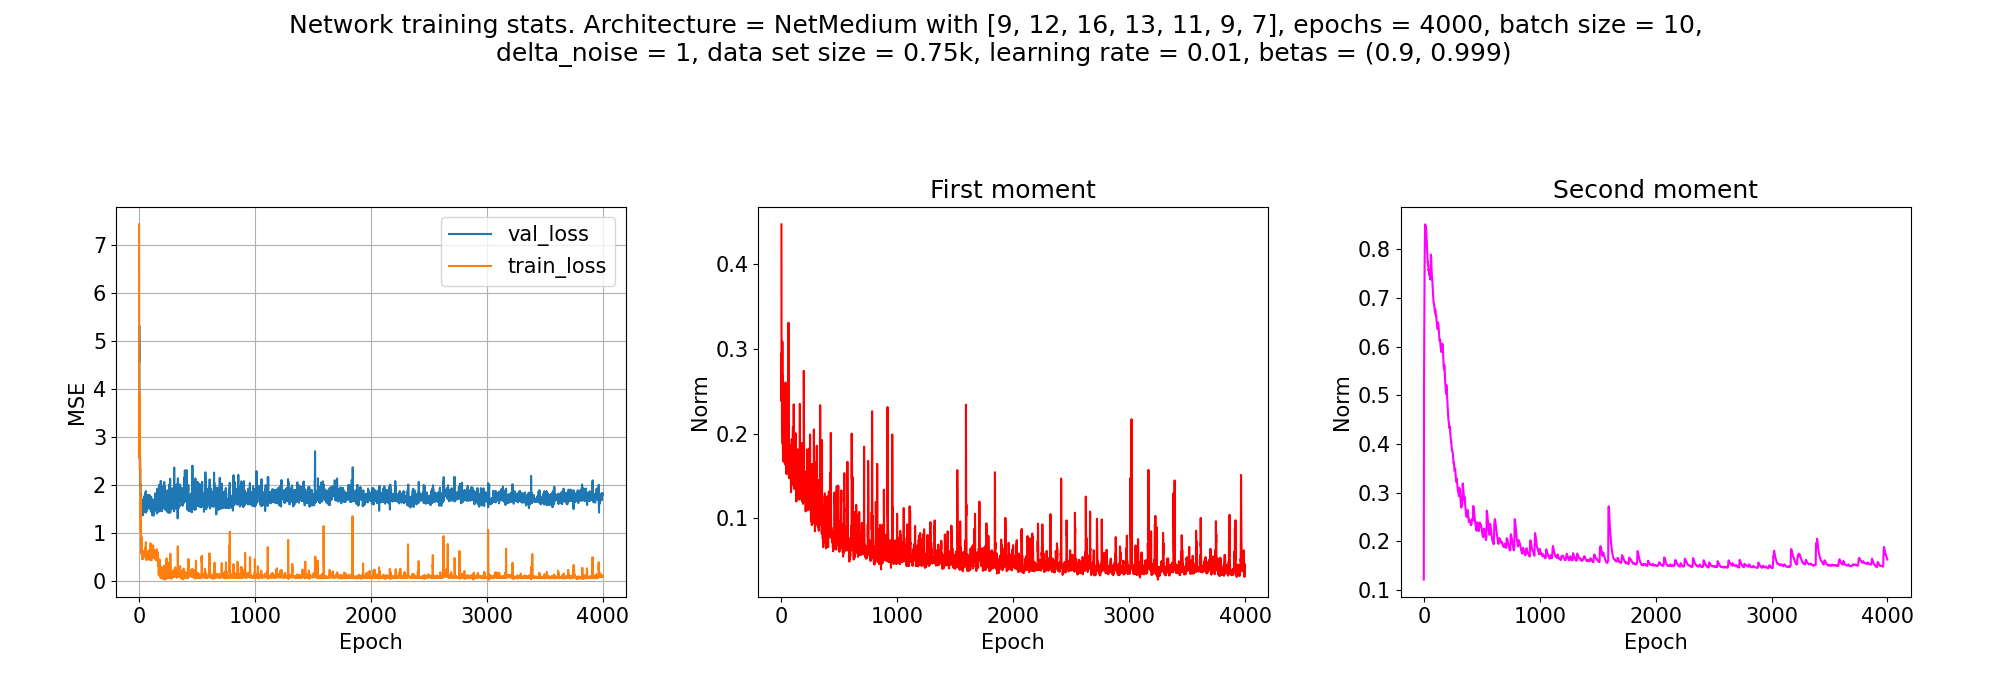 Network training stats. Architecture = NetMedium with [9, 12, 16, 13, 11, 9, 7], epochs = 4000, batch size = 10,
delta_noise = 1, data set size = 0.75k, learning rate = 0.01, betas = (0.9, 0.999)
val_loss
train_loss
7
6
5
4
3
2
1
0
MSE
0 1000 2000 3000 4000
Epoch
First moment
0.4
0.3
0.2
0.1
Norm
0 1000 2000 3000 4000
Epoch
Second moment
0.8
0.7
0.6
0.5
0.4
0.3
0.2
0.1
Norm
0 1000 2000 3000 4000
Epoch